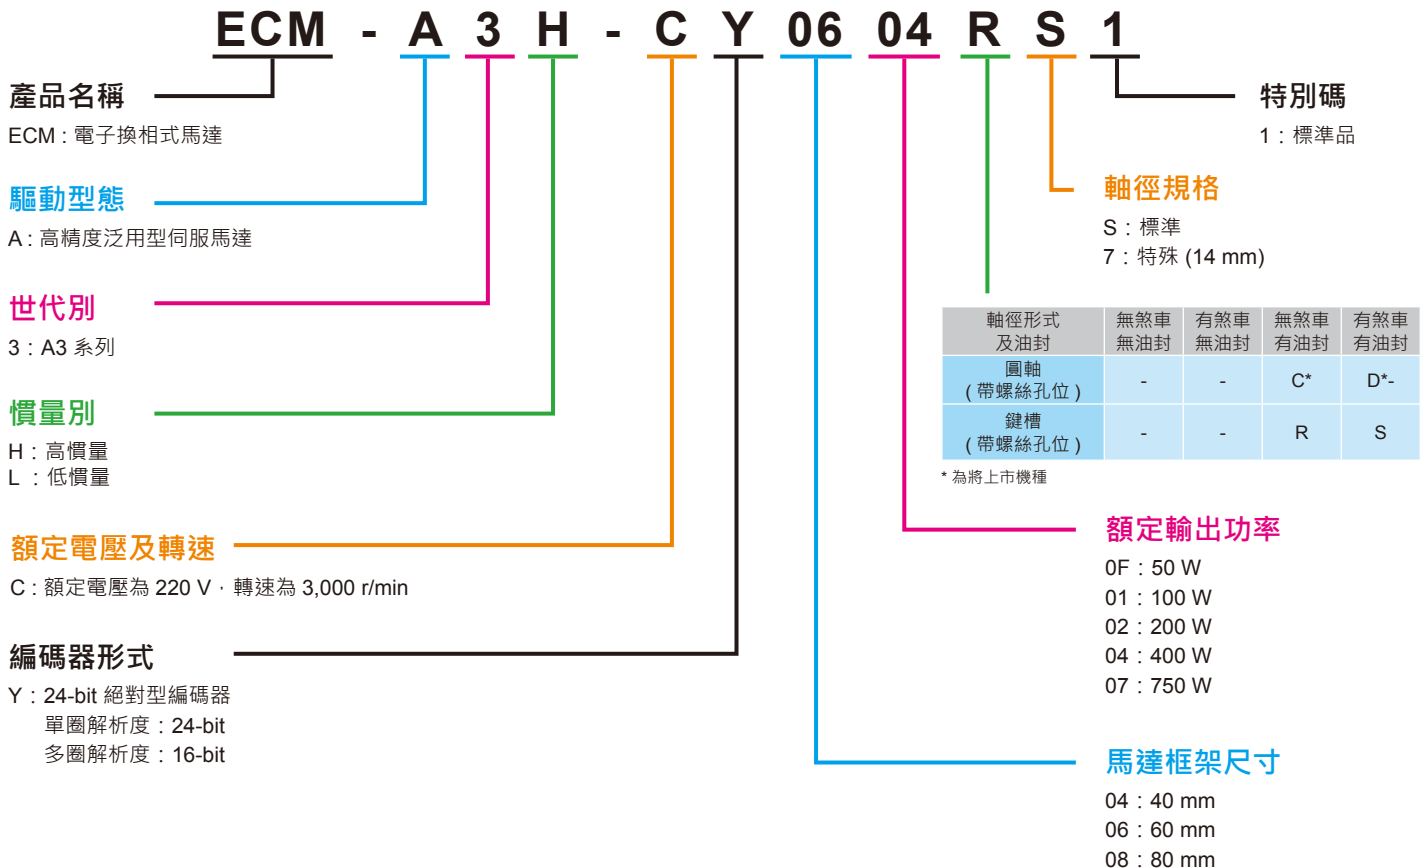 ECM - A 3 H - C Y 06 04 R S 1
產品名稱
ECM : 電子換相式馬達
驅動型態
A : 高精度泛用型伺服馬達
世代別
3：A3 系列
慣量別
H：高慣量
L ：低慣量
額定電壓及轉速
C : 額定電壓為 220 V，轉速為 3,000 r/min
編碼器形式
Y：24-bit 絕對型編碼器
單圈解析度：24-bit
多圈解析度：16-bit
特別碼
1：標準品
軸徑規格
S：標準
7：特殊 (14 mm)
軸徑形式 無煞車 有煞車 無煞車 有煞車
及油封 無油封 無油封 有油封 有油封
圓軸
( 帶螺絲孔位 ) - - C* D*-
鍵槽
( 帶螺絲孔位 ) - - R S
* 為將上市機種
額定輸出功率
0F：50 W
01：100 W
02：200 W
04：400 W
07：750 W
馬達框架尺寸
04：40 mm
06：60 mm
08：80 mm